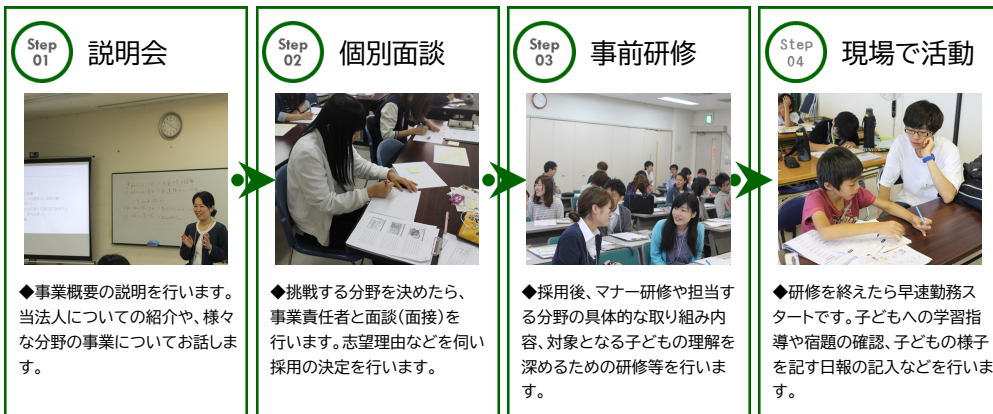 Step
01
説明会
◆事業概要の説明を行います。
当法人についての紹介や、様々
な分野の事業についてお話しま
す。
Step
02
個別面談
◆挑戦する分野を決めたら、
事業責任者と面談(面接)を
行います。志望理由などを伺い
採用の決定を行います。
Step
03
事前研修
◆採用後、マナー研修や担当す
る分野の具体的な取り組み内
容、対象となる子どもの理解を
深めるための研修等を行いま
す。
Step
04
現場で活動
◆研修を終えたら早速勤務ス
タートです。子どもへの学習指
導や宿題の確認、子どもの様子
を記す日報の記入などを行いま
す。